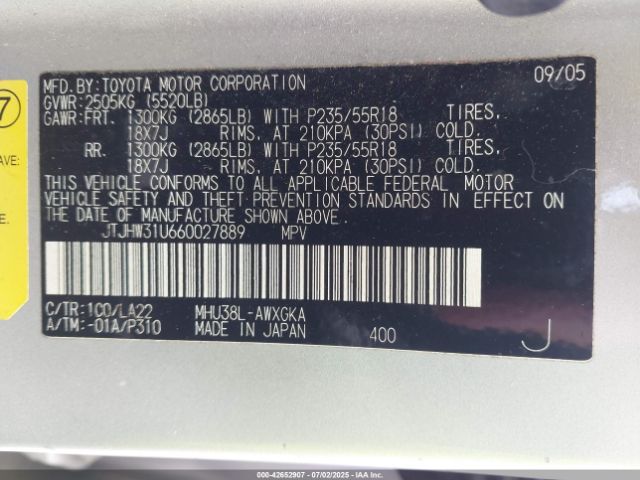 7
AVE:
MFD. BY: TOYOTA MOTOR CORPORATION 09/05
GVWR: 2505KG (5520LB)
GAWR: FRT. 1300KG (2865LB) WITH P235/55R18 TIRES,
18X7J RIMS, AT 210KPA (30PSI) COLD.
RR. 1300KG (2865LB) WITH P235/55R18 TIRES,
18X7J RIMS, AT 210KPA (30PSI) COLD.
THIS VEHICLE CONFORMS TO ALL APPLICABLE FEDERAL MOTOR
VEHICLE SAFETY AND THEFT PREVENTION STANDARDS IN EFFECT ON
THE DATE OF MANUFACTURE SHOWN ABOVE.
JTJHW31U660027889 MPV
C/TR: 1C0/LA22 MHU38L-AWXGKA
A/TM: -01A/P310 MADE IN JAPAN 400 J
000-42652907 - 07/02/2025 - IAAI.COM